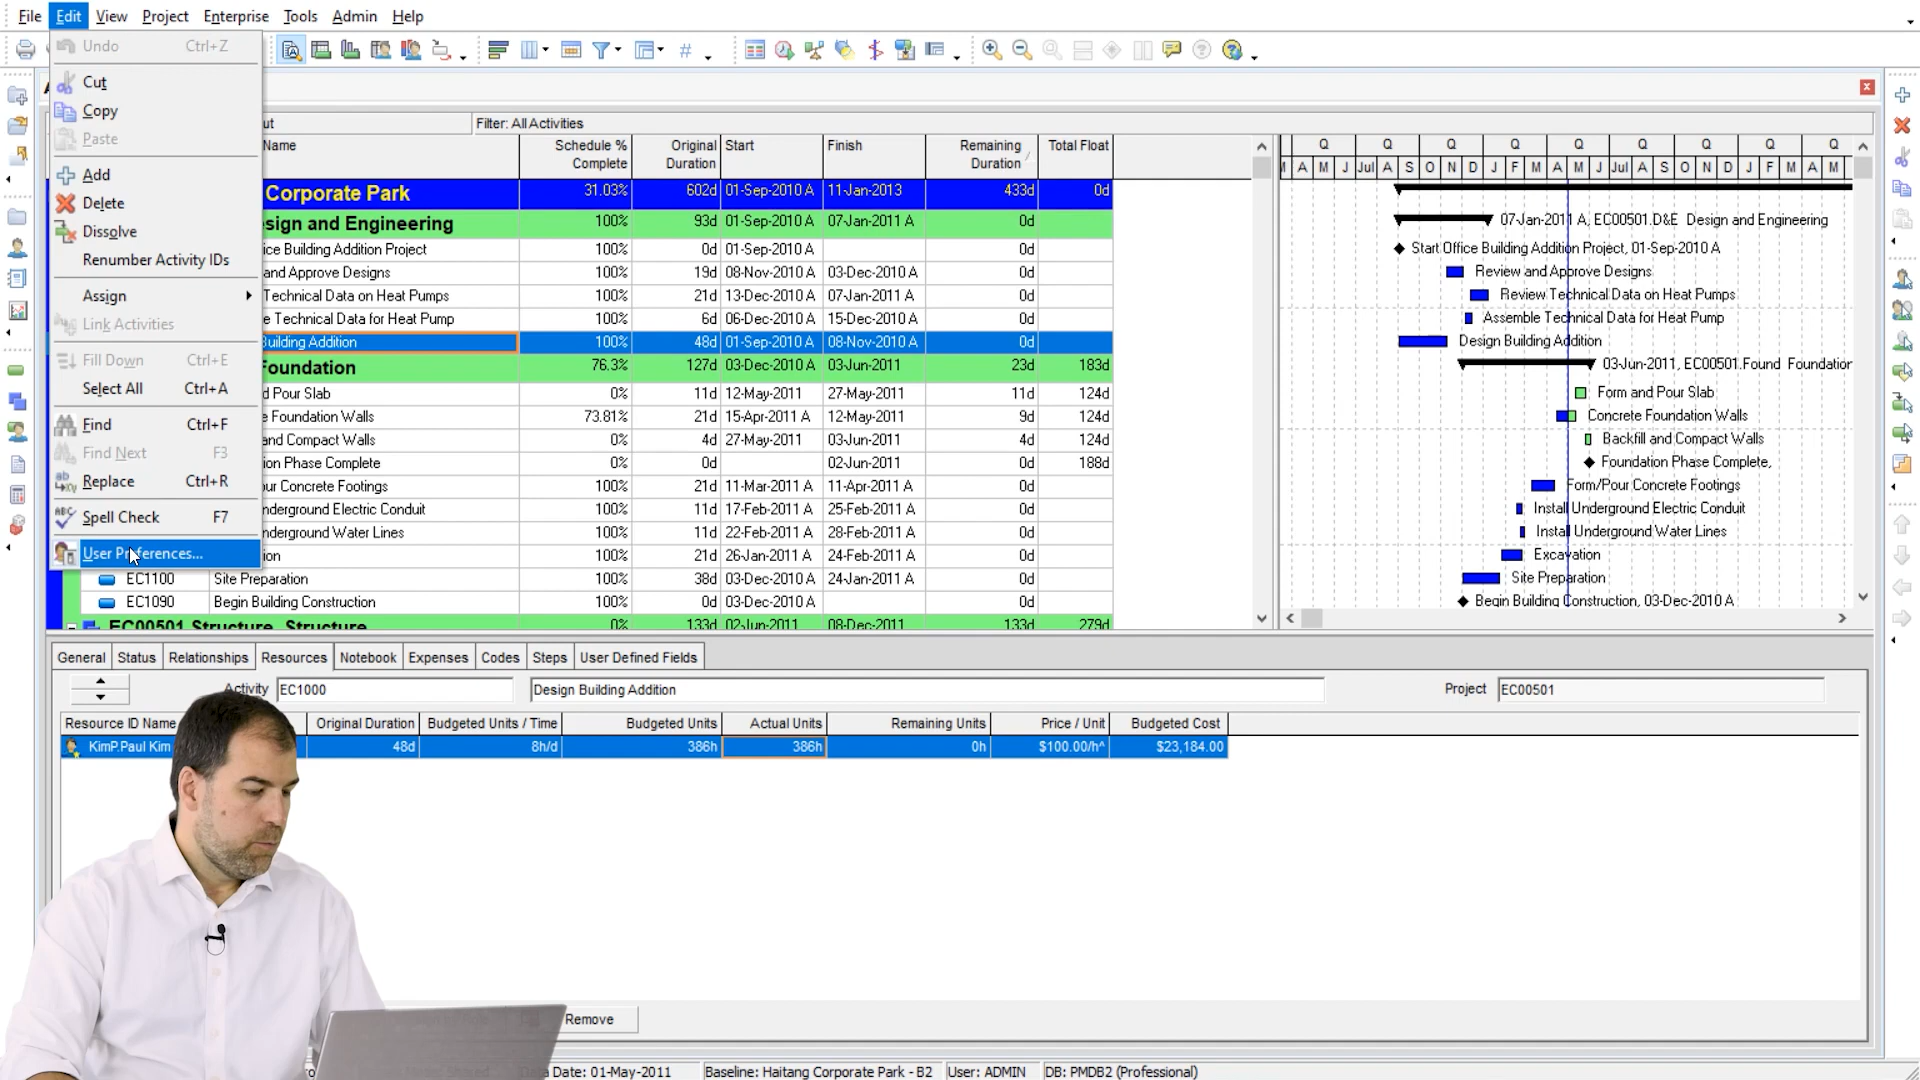 File Edit View Project Enterprise Tools Admin Help
Undo Ctrl+Z
Cut
Copy
Paste
Add
Delete
Dissolve
Renumber Activity IDs
Assign
Link Activities
Fill Down Ctrl+E
Select All Ctrl+A
Find Ctrl+F
Find Next F3
Replace Ctrl+R
Spell Check F7
User Preferences...
ut Filter: All Activities
Name Schedule % Complete Original Duration Start Finish Remaining Duration Total Float
Corporate Park 31.03% 602d 01-Sep-2010 A 11-Jan-2013 433d 0d
esign and Engineering 100% 93d 01-Sep-2010 A 07-Jan-2011 A 0d
ice Building Addition Project 100% 0d 01-Sep-2010 A 0d
and Approve Designs 100% 19d 08-Nov-2010 A 03-Dec-2010 A 0d
Technical Data on Heat Pumps 100% 21d 13-Dec-2010 A 07-Jan-2011 A 0d
e Technical Data for Heat Pump 100% 6d 06-Dec-2010 A 15-Dec-2010 A 0d
Building Addition 100% 48d 01-Sep-2010 A 08-Nov-2010 A 0d
Foundation 76.3% 127d 03-Dec-2010 A 03-Jun-2011 23d 183d
d Pour Slab 0% 11d 12-May-2011 27-May-2011 11d 124d
e Foundation Walls 73.81% 21d 15-Apr-2011 A 12-May-2011 9d 124d
and Compact Walls 0% 4d 27-May-2011 03-Jun-2011 4d 124d
ion Phase Complete 0% 0d 02-Jun-2011 0d 188d
ur Concrete Footings 100% 21d 11-Mar-2011 A 11-Apr-2011 A 0d
nderground Electric Conduit 100% 11d 17-Feb-2011 A 25-Feb-2011 A 0d
nderground Water Lines 100% 11d 22-Feb-2011 A 28-Feb-2011 A 0d
ion 100% 21d 26-Jan-2011 A 24-Feb-2011 A 0d
EC1100 Site Preparation 100% 38d 03-Dec-2010 A 24-Jan-2011 A 0d
EC1090 Begin Building Construction 100% 0d 03-Dec-2010 A 0d
EC00501.Structure Structure 0% 133d 02-Jun-2011 08-Dec-2011 133d 279d
Q Q Q Q Q Q Q Q Q
A M J Jul A S O N D J F M A M J Jul A S O N D J F M A M
07-Jan-2011 A, EC00501.D&E Design and Engineering
Start Office Building Addition Project, 01-Sep-2010 A
Review and Approve Designs
Review Technical Data on Heat Pumps
Assemble Technical Data for Heat Pump
Design Building Addition
03-Jun-2011, EC00501.Found Foundation
Form and Pour Slab
Concrete Foundation Walls
Backfill and Compact Walls
Foundation Phase Complete,
Form/Pour Concrete Footings
Install Underground Electric Conduit
Install Underground Water Lines
Excavation
Site Preparation
Begin Building Construction, 03-Dec-2010 A
General Status Relationships Resources Notebook Expenses Codes Steps User Defined Fields
Activity EC1000 Design Building Addition Project EC00501
Resource ID Name Original Duration Budgeted Units / Time Budgeted Units Actual Units Remaining Units Price / Unit Budgeted Cost
KimP.Paul Kim 48d 8h/d 386h 386h 0h $100.00/h^ $23,184.00
Remove
Data Date: 01-May-2011 Baseline: Haitang Corporate Park - B2 User: ADMIN DB: PMDB2 (Professional)